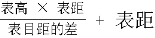 表高 × 表距
表目距的差 + 表距